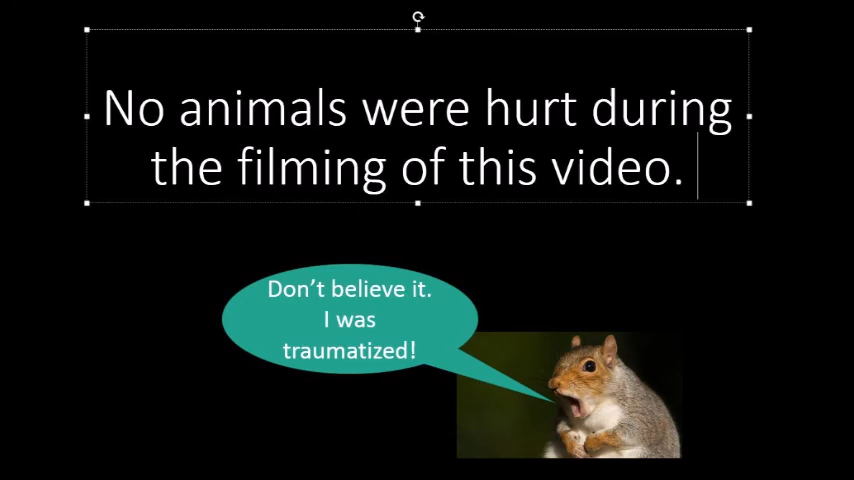 No animals were hurt during
the filming of this video.
Don’t believe it.
I was
traumatized!